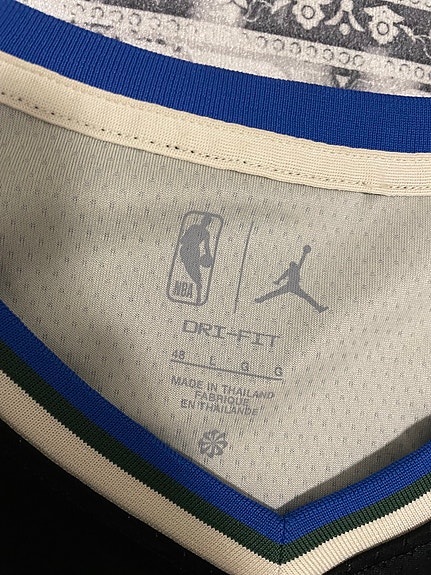 NBA
DRI-FIT
48 L G G
MADE IN THAILAND
FABRIQUÉ
EN THAÏLANDE